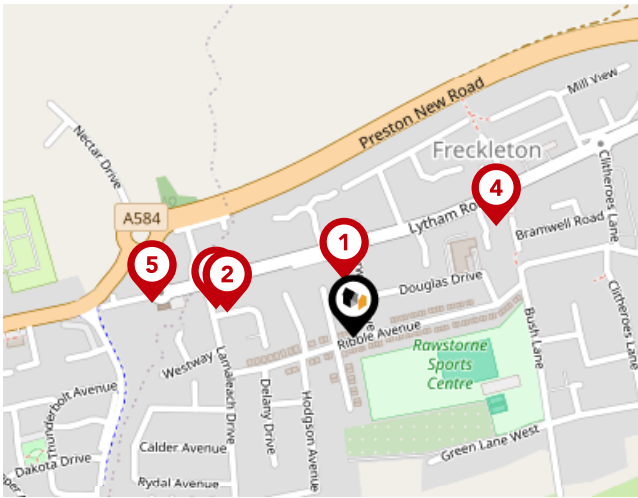 Mill View
Preston New Road
Freckleton
Nectar Drive
Clitheroes Lane
4
A584
Lytham Ro
Bramwell Road
1
5
2
Douglas Drive
Clitheroes Lane
Ribble Avenue
Bush Lane
Rawstorne
Sports
Centre
Westway
Lamaleach Drive
Delany Drive
Hodgson Avenue
Thunderbolt Avenue
Green Lane West
Calder Avenue
Dakota Drive
Rydal Avenue